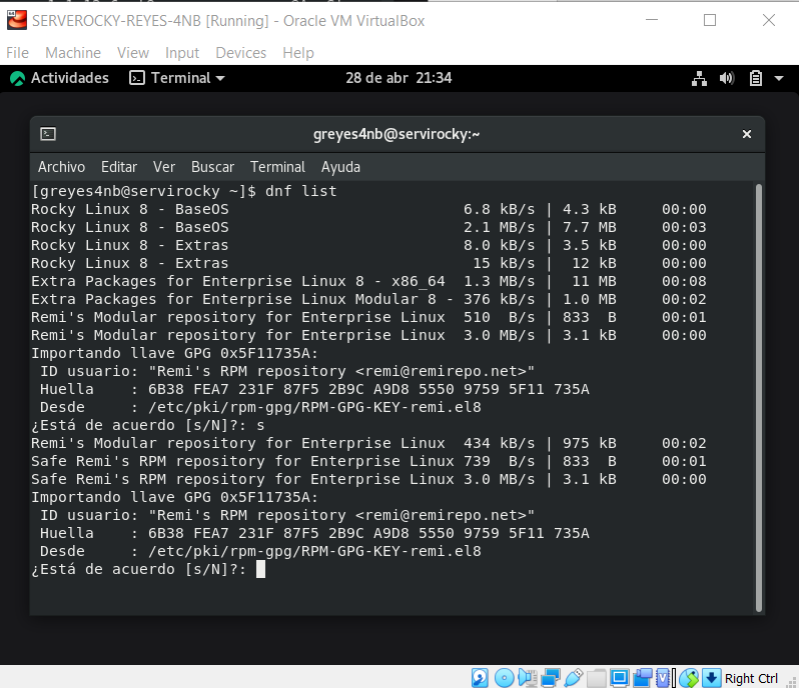 SERVEROCKY-REYES-4NB [Running] - Oracle VM VirtualBox
File Machine View Input Devices Help
Actividades Terminal 28 de abr 21:34
greyes4nb@servirocky:~
Archivo Editar Ver Buscar Terminal Ayuda
[greyes4nb@servirocky ~]$ dnf list
Rocky Linux 8 - BaseOS 6.8 kB/s | 4.3 kB 00:00
Rocky Linux 8 - BaseOS 2.1 MB/s | 7.7 MB 00:03
Rocky Linux 8 - Extras 8.0 kB/s | 3.5 kB 00:00
Rocky Linux 8 - Extras 15 kB/s | 12 kB 00:00
Extra Packages for Enterprise Linux 8 - x86_64 1.3 MB/s | 11 MB 00:08
Extra Packages for Enterprise Linux Modular 8 - 376 kB/s | 1.0 MB 00:02
Remi's Modular repository for Enterprise Linux 510 B/s | 833 B 00:01
Remi's Modular repository for Enterprise Linux 3.0 MB/s | 3.1 kB 00:00
Importando llave GPG 0x5F11735A:
ID usuario: "Remi's RPM repository <remi@remirepo.net>"
Huella : 6B38 FEA7 231F 87F5 2B9C A9D8 5550 9759 5F11 735A
Desde : /etc/pki/rpm-gpg/RPM-GPG-KEY-remi.el8
¿Está de acuerdo [s/N]?: s
Remi's Modular repository for Enterprise Linux 434 kB/s | 975 kB 00:02
Safe Remi's RPM repository for Enterprise Linux 739 B/s | 833 B 00:01
Safe Remi's RPM repository for Enterprise Linux 3.0 MB/s | 3.1 kB 00:00
Importando llave GPG 0x5F11735A:
ID usuario: "Remi's RPM repository <remi@remirepo.net>"
Huella : 6B38 FEA7 231F 87F5 2B9C A9D8 5550 9759 5F11 735A
Desde : /etc/pki/rpm-gpg/RPM-GPG-KEY-remi.el8
¿Está de acuerdo [s/N]?:
Right Ctrl